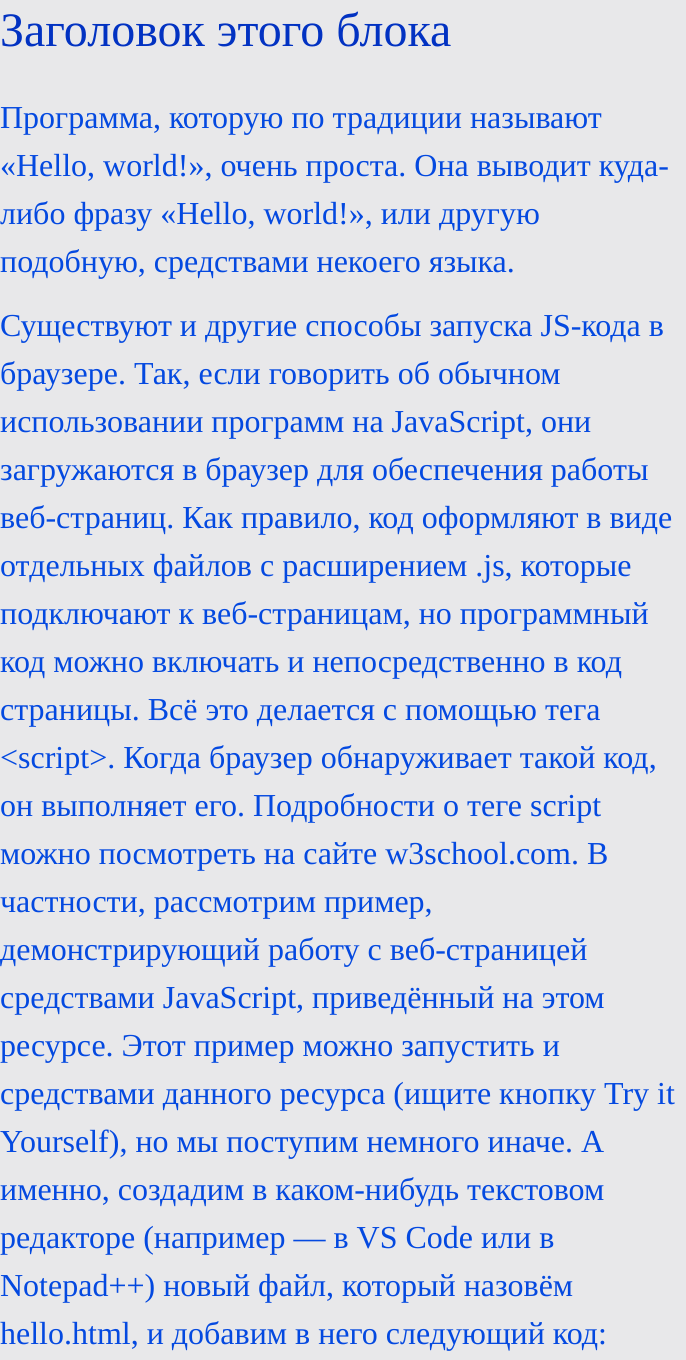 Заголовок этого блока
Программа, которую по традиции называют
«Hello, world!», очень проста. Она выводит куда-
либо фразу «Hello, world!», или другую
подобную, средствами некоего языка.
Существуют и другие способы запуска JS-кода в
браузере. Так, если говорить об обычном
использовании программ на JavaScript, они
загружаются в браузер для обеспечения работы
веб-страниц. Как правило, код оформляют в виде
отдельных файлов с расширением .js, которые
подключают к веб-страницам, но программный
код можно включать и непосредственно в код
страницы. Всё это делается с помощью тега
<script>. Когда браузер обнаруживает такой код,
он выполняет его. Подробности о теге script
можно посмотреть на сайте w3school.com. В
частности, рассмотрим пример,
демонстрирующий работу с веб-страницей
средствами JavaScript, приведённый на этом
ресурсе. Этот пример можно запустить и
средствами данного ресурса (ищите кнопку Try it
Yourself), но мы поступим немного иначе. А
именно, создадим в каком-нибудь текстовом
редакторе (например — в VS Code или в
Notepad++) новый файл, который назовём
hello.html, и добавим в него следующий код: